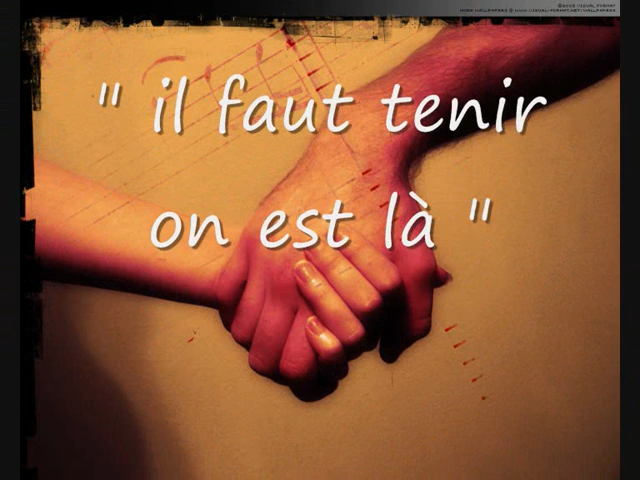 " il faut tenir
on est là "